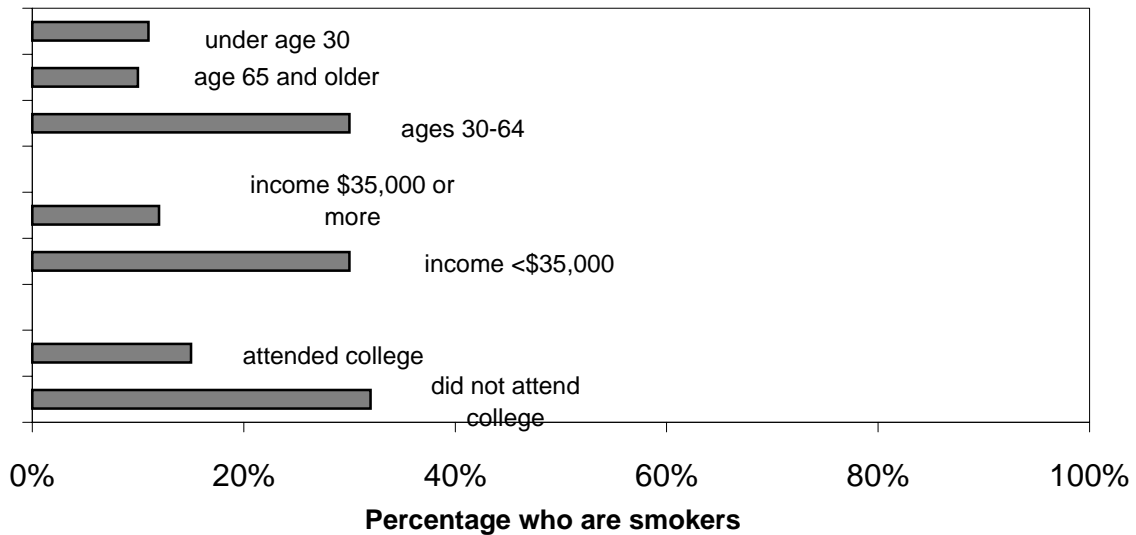 under age 30
age 65 and older
ages 30-64
income $35,000 or
more
income <$35,000
attended college
did not attend
college
0% 20% 40% 60% 80% 100%
Percentage who are smokers